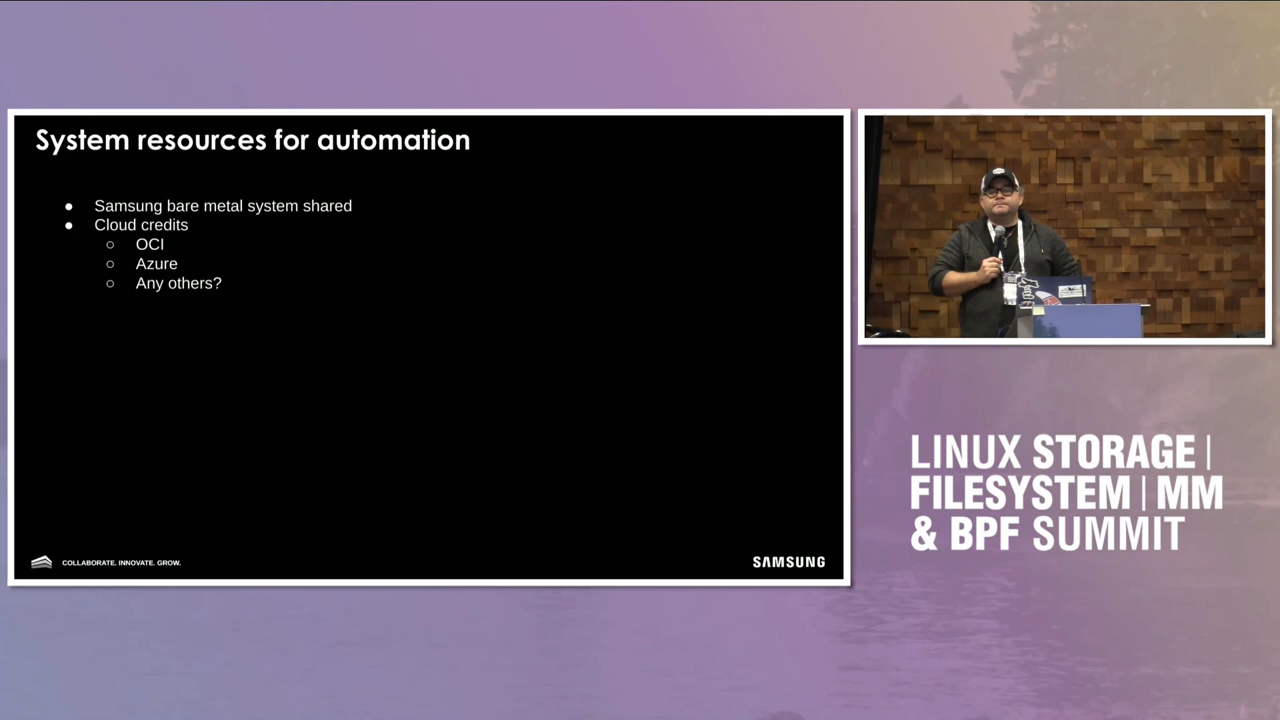 System resources for automation
● Samsung bare metal system shared
● Cloud credits
○ OCI
○ Azure
○ Any others?
COLLABORATE. INNOVATE. GROW.
SAMSUNG
LINUX STORAGE |
FILESYSTEM | MM
& BPF SUMMIT